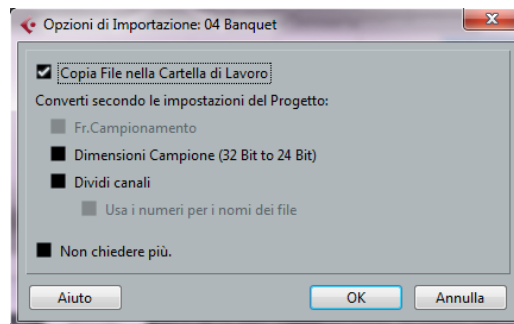 Opzioni di Importazione: 04 Banquet
Copia File nella Cartella di Lavoro
Converti secondo le impostazioni del Progetto:
Fr.Campionamento
Dimensioni Campione (32 Bit to 24 Bit)
Dividi canali
Usa i numeri per i nomi dei file
Non chiedere più.
Aiuto OK Annulla